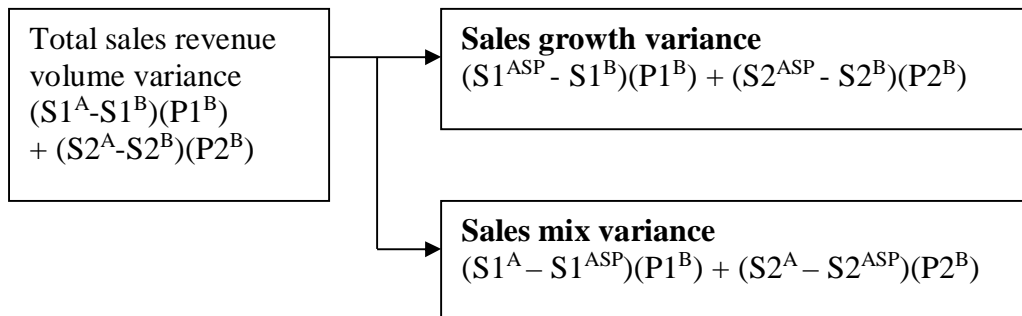 Total sales revenue
volume variance
(S1ᴬ-S1ᴮ)(P1ᴮ)
+ (S2ᴬ-S2ᴮ)(P2ᴮ)
Sales growth variance
(S1ᴬˢᴾ - S1ᴮ)(P1ᴮ) + (S2ᴬˢᴾ - S2ᴮ)(P2ᴮ)
Sales mix variance
(S1ᴬ – S1ᴬˢᴾ)(P1ᴮ) + (S2ᴬ – S2ᴬˢᴾ)(P2ᴮ)